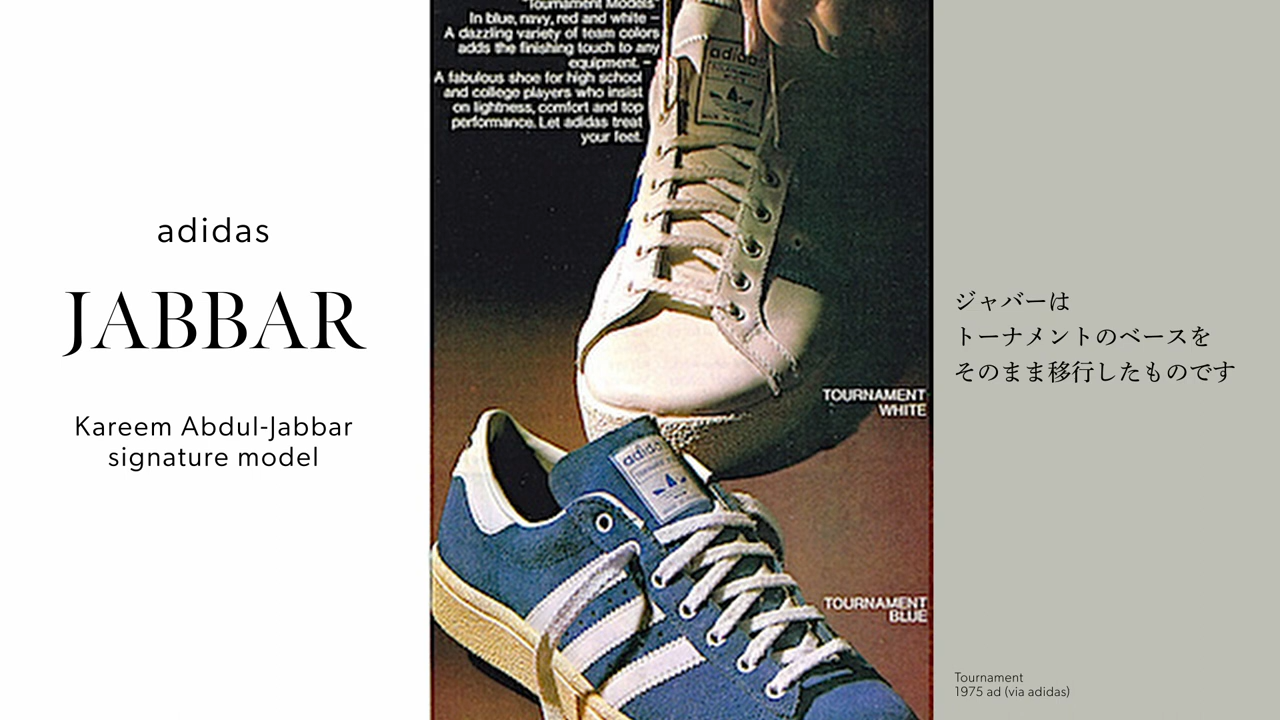 adidas
JABBAR
Kareem Abdul-Jabbar
signature model
"Tournament Models"
In blue, navy, red and white –
A dazzling variety of team colors
adds the finishing touch to any
equipment. –
A fabulous shoe for high school
and college players who insist
on lightness, comfort and top
performance. Let adidas treat
your feet.
adidas
TOURNAMENT
WHITE
adidas
TOURNAMENT
BLUE
ジャバーは
トーナメントのベースを
そのまま移行したものです
Tournament
1975 ad (via adidas)